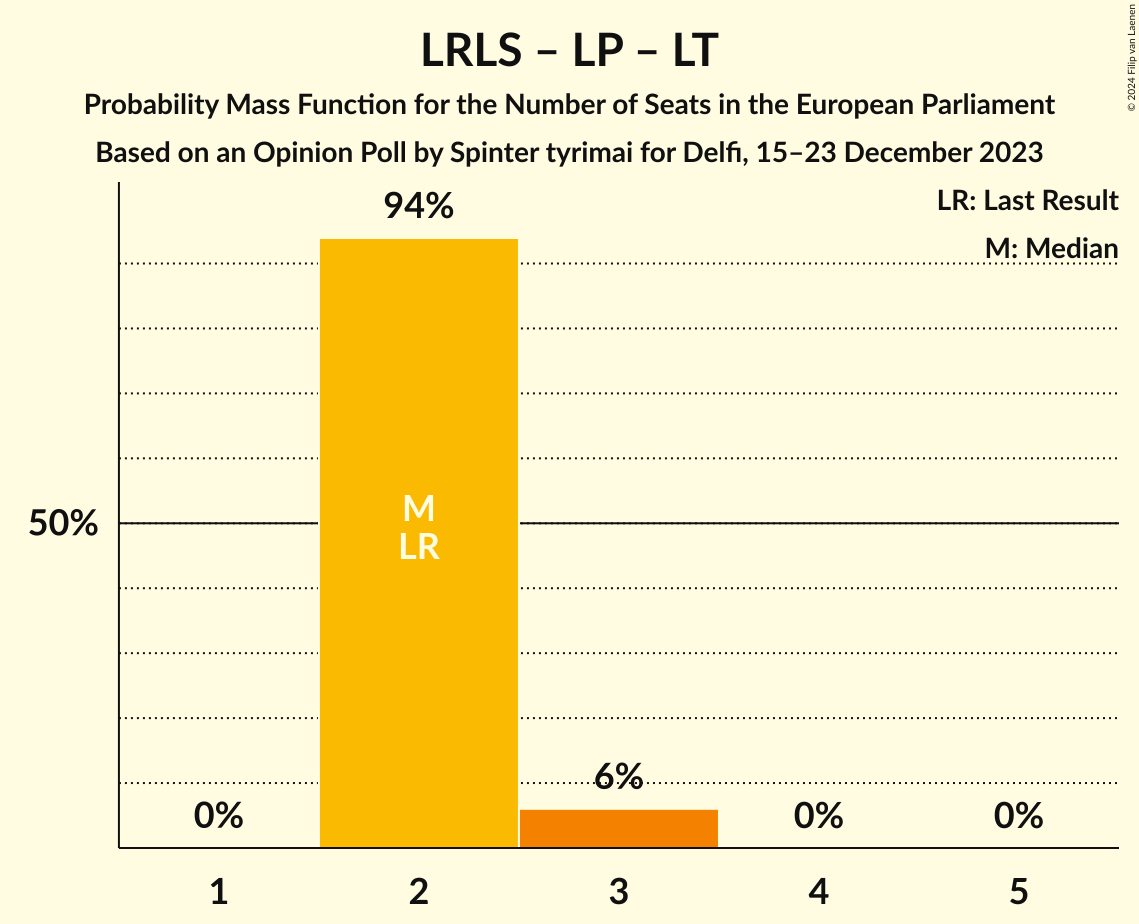 LRLS – LP – LT
Probability Mass Function for the Number of Seats in the European Parliament
Based on an Opinion Poll by Spinter tyrimai for Delfi, 15–23 December 2023
© 2024 Filip van Laenen
LR: Last Result
M: Median
94%
50%
M
LR
6%
0%
0%
0%
1
2
3
4
5